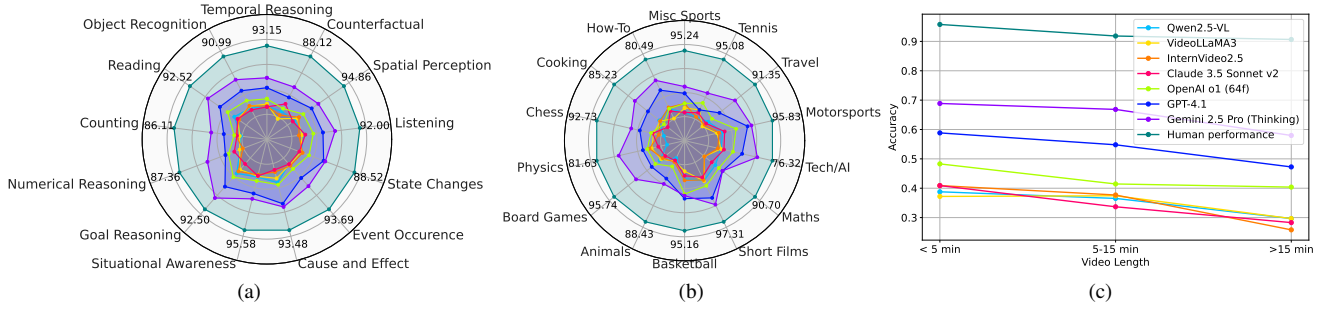 Temporal Reasoning
93.15
Counterfactual
88.12
Spatial Perception
94.86
Listening
92.00
State Changes
88.52
Event Occurence
93.69
Cause and Effect
93.48
Situational Awareness
95.58
Goal Reasoning
92.50
Numerical Reasoning
87.36
Counting
86.11
Reading
92.52
Object Recognition
90.99
(a)
Misc Sports
95.24
Tennis
95.08
Travel
91.35
Motorsports
95.83
Tech/AI
76.32
Maths
90.70
Short Films
97.31
Basketball
95.16
Animals
88.43
Board Games
95.74
Physics
81.63
Chess
92.73
Cooking
85.23
How-To
80.49
(b)
Accuracy
0.9
0.8
0.7
0.6
0.5
0.4
0.3
< 5 min
5-15 min
>15 min
Video Length
Qwen2.5-VL
VideoLLaMA3
InternVideo2.5
Claude 3.5 Sonnet v2
OpenAI o1 (64f)
GPT-4.1
Gemini 2.5 Pro (Thinking)
Human performance
(c)